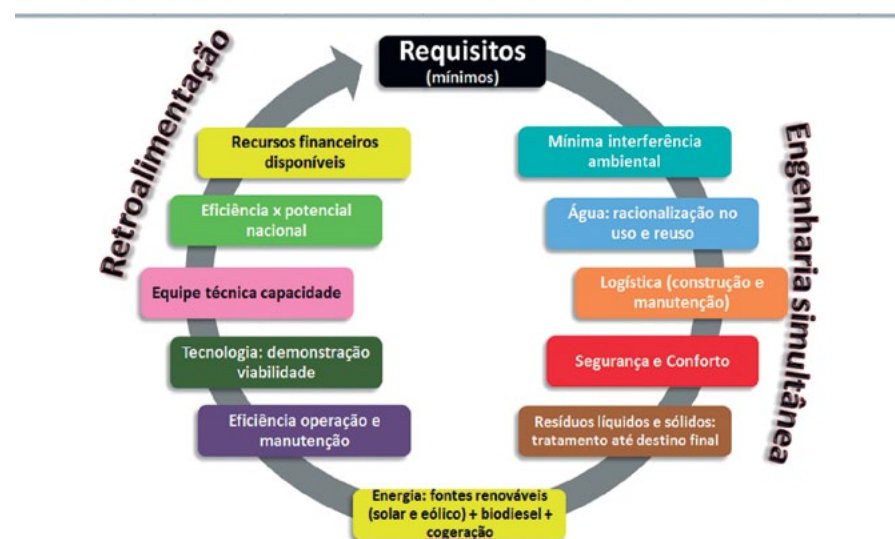 Requisitos
(mínimos)
Mínima interferência
ambiental
Água: racionalização no
uso e reuso
Logística (construção e
manutenção)
Segurança e Conforto
Resíduos líquidos e sólidos:
tratamento até destino final
Energia: fontes renováveis
(solar e eólico) + biodiesel +
cogeração
Eficiência operação e
manutenção
Tecnologia: demonstração
viabilidade
Equipe técnica capacidade
Eficiência x potencial
nacional
Recursos financeiros
disponíveis
Retroalimentação
Engenharia simultânea